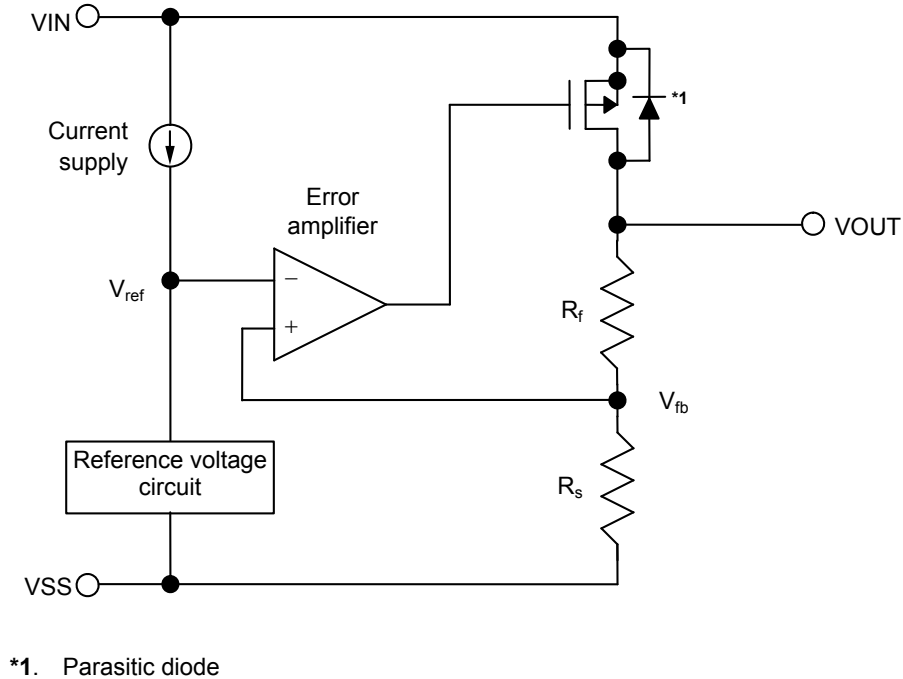 VIN
*1
Current
supply
Error
amplifier
VOUT
Vref
−
+
Rf
Vfb
Reference voltage
circuit
Rs
VSS
*1. Parasitic diode